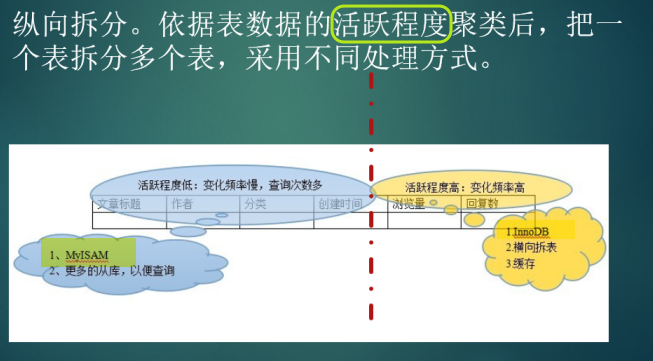 纵向拆分。依据表数据的活跃程度聚类后，把一
个表拆分多个表，采用不同处理方式。
活跃程度低：变化频率慢，查询次数多
活跃程度高：变化频率高
文章标题 作者 分类 创建时间 浏览量 回复数
1、MyISAM
2、更多的从库，以便查询
1.InnoDB
2.横向拆表
3.缓存